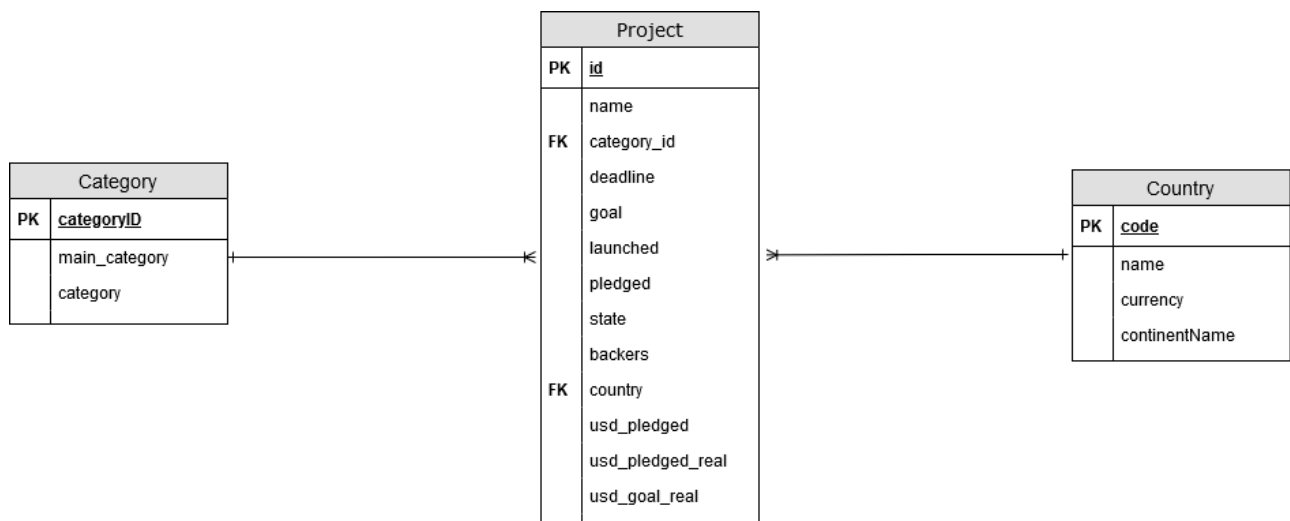 Project
PK id
name
FK category_id
deadline
goal
launched
pledged
state
backers
FK country
usd_pledged
usd_pledged_real
usd_goal_real
Category
PK categoryID
main_category
category
Country
PK code
name
currency
continentName